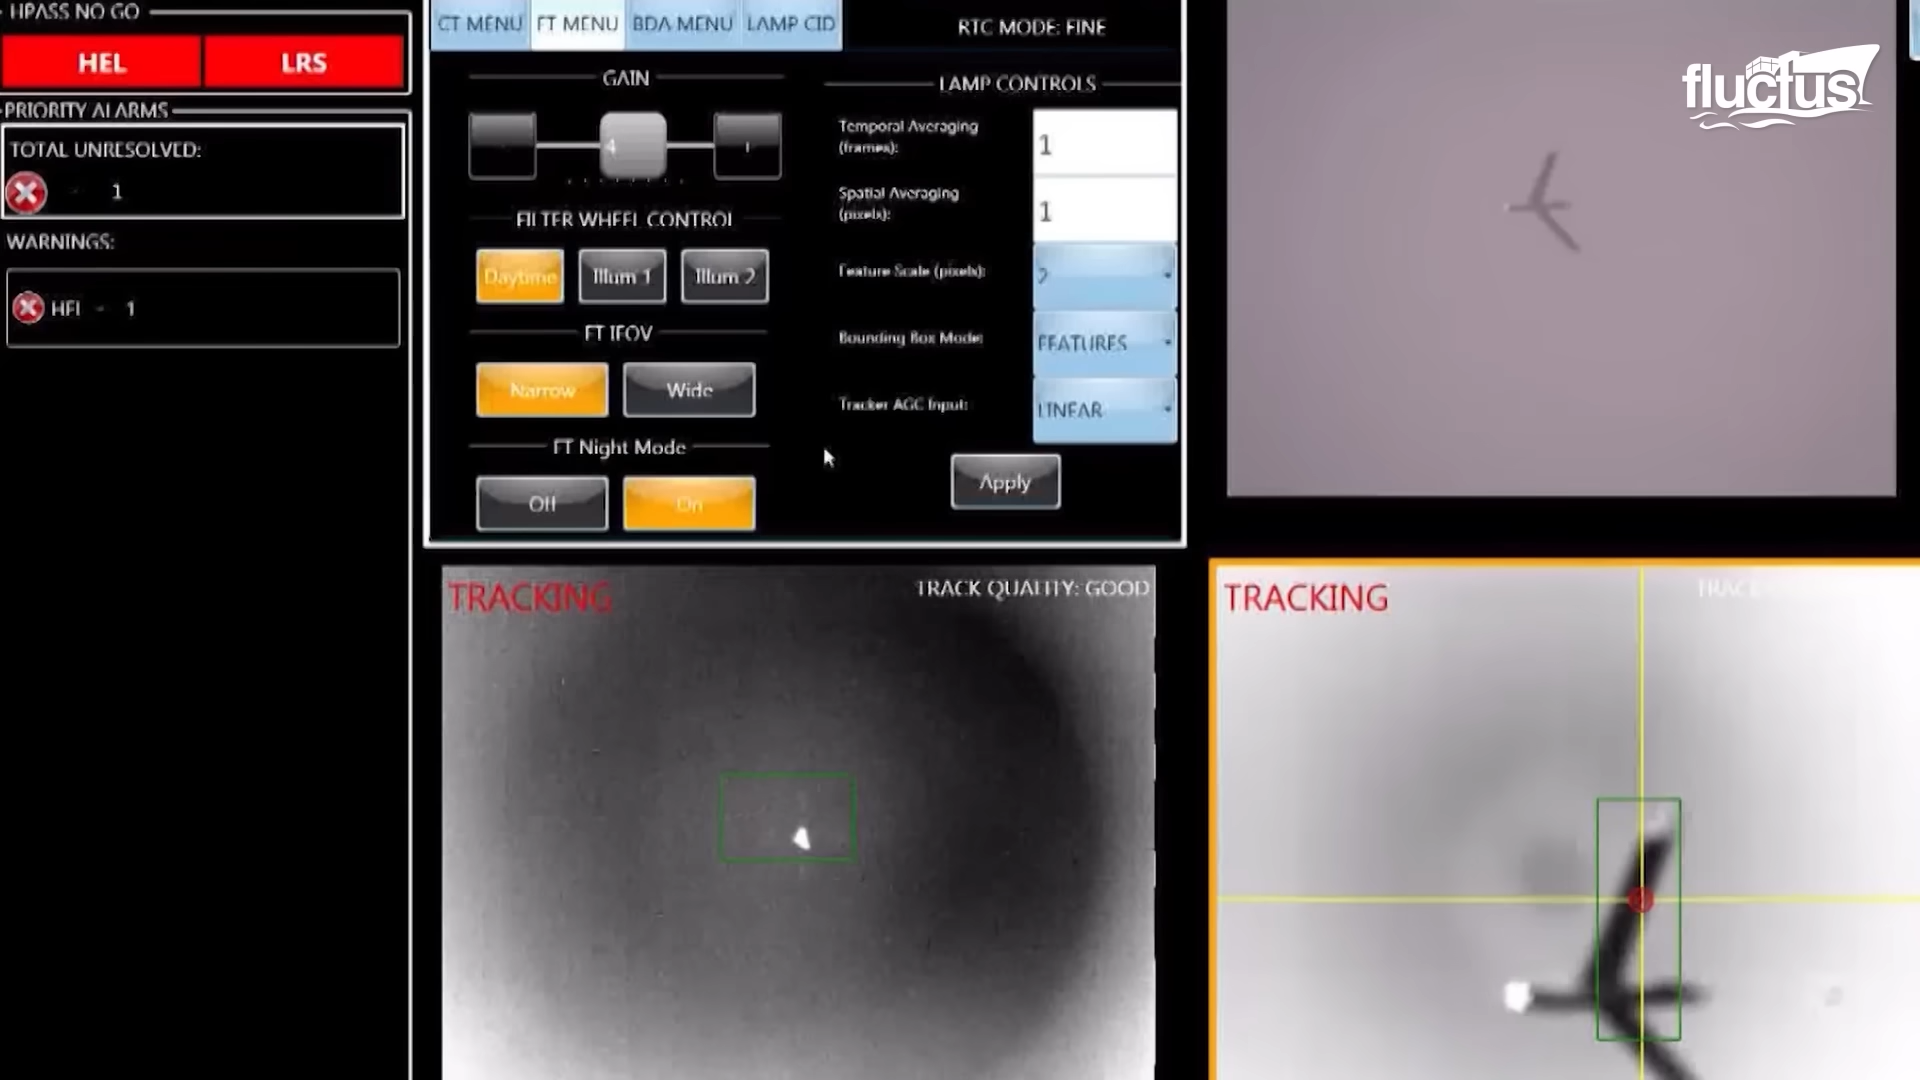 HPASS NO GO
HEL
LRS
PRIORITY ALARMS
TOTAL UNRESOLVED:
- 1
WARNINGS:
HEL - 1
CT MENU
FT MENU
BDA MENU
LAMP CID
RTC MODE: FINE
GAIN
4
FILTER WHEEL CONTROL
Daytime
Illum 1
Illum 2
FT IFOV
Narrow
Wide
FT Night Mode
Off
On
LAMP CONTROLS
Temporal Averaging
(frames):
1
Spatial Averaging
(pixels):
1
Feature Scale (pixels):
2
Bounding Box Mode:
FEATURES
Tracker AGC Input:
LINEAR
Apply
fluctus
TRACKING
TRACK QUALITY: GOOD
TRACKING
TRACK